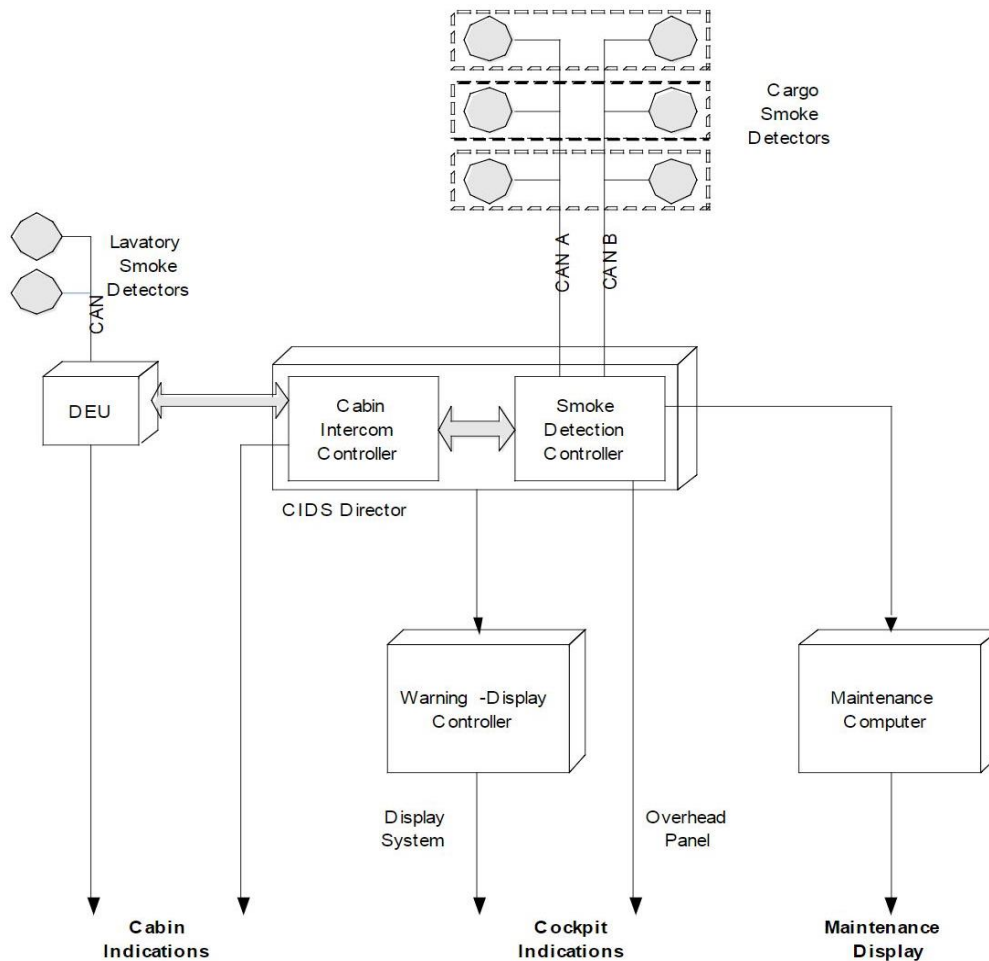 Cargo
Smoke
Detectors
Lavatory
Smoke
Detectors
CAN
CAN A
CAN B
DEU
Cabin
Intercom
Controller
Smoke
Detection
Controller
CIDS Director
Warning -Display
Controller
Maintenance
Computer
Display
System
Overhead
Panel
Cabin
Indications
Cockpit
Indications
Maintenance
Display